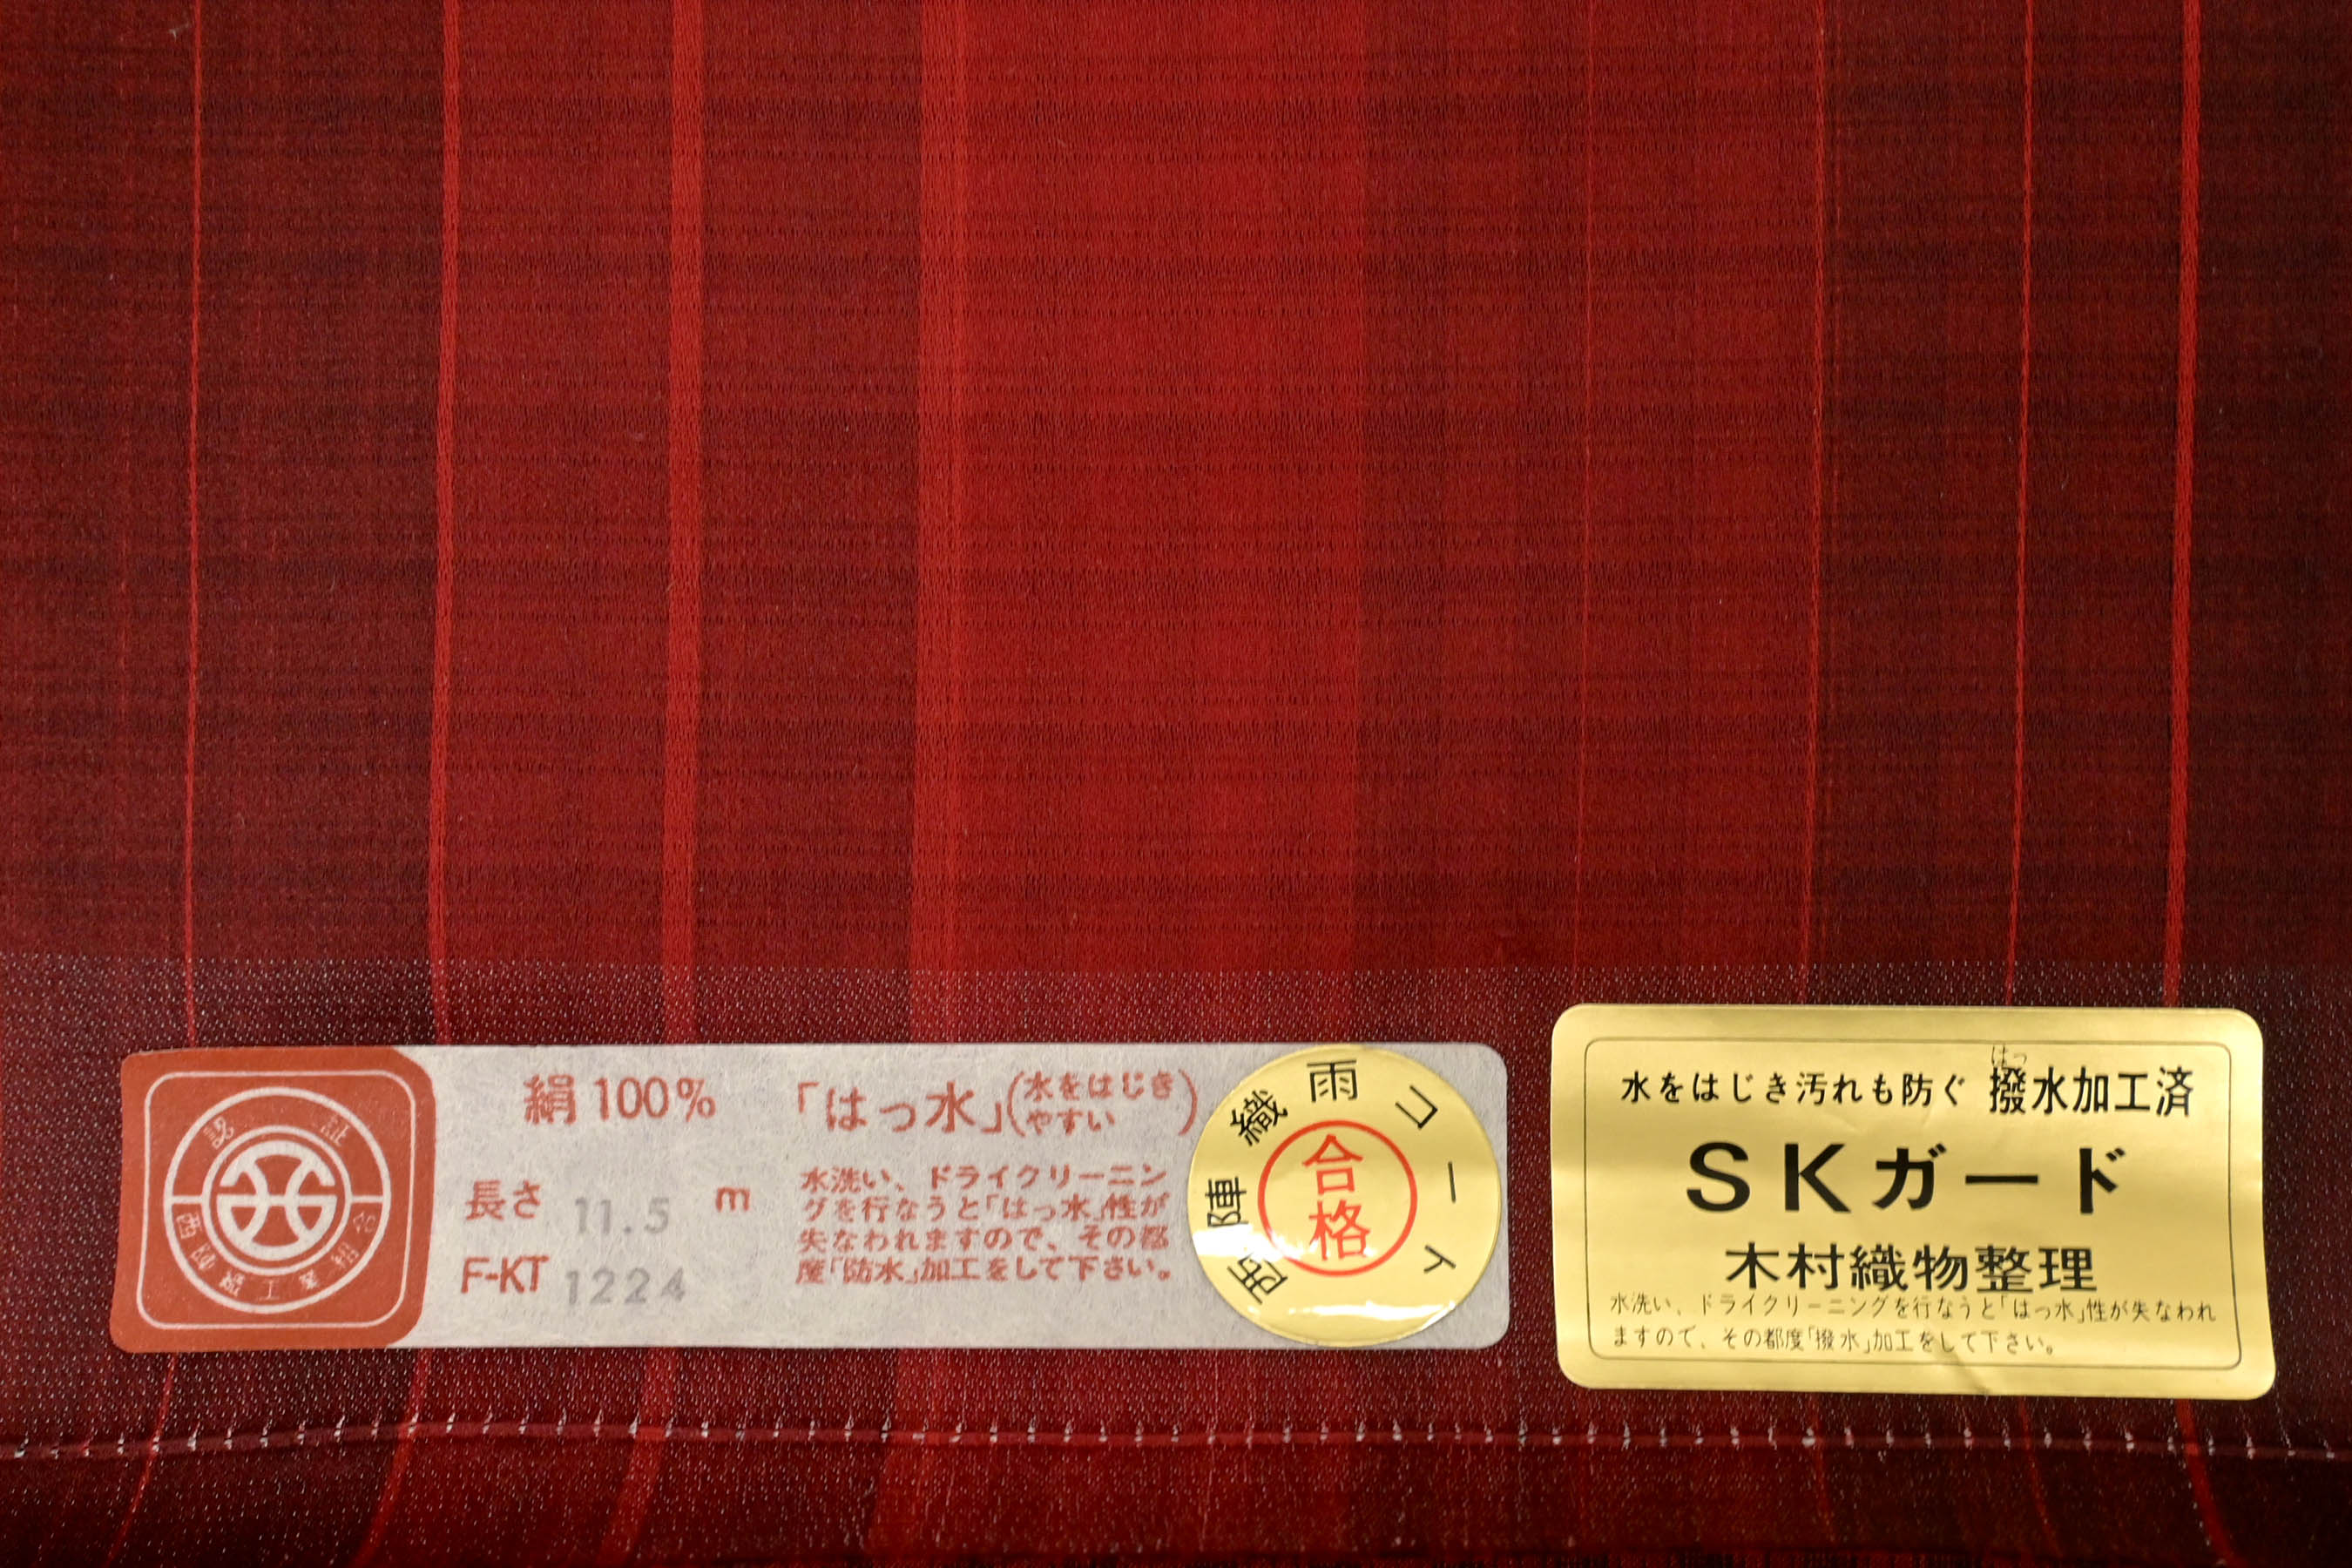 認証
西陣織工業組合
絹100%
長さ 11.5 m
F-KT 1224
「はっ水」(水をはじきやすい)
水洗い、ドライクリーニン
グを行なうと「はっ水」性が
失なわれますので、その都
度「防水」加工をして下さい。
西陣織雨コート
合格
水をはじき汚れも防ぐ 撥水加工済
はっ
SKガード
木村織物整理
水洗い、ドライクリーニングを行なうと「はっ水」性が失なわれ
ますので、その都度「撥水」加工をして下さい。